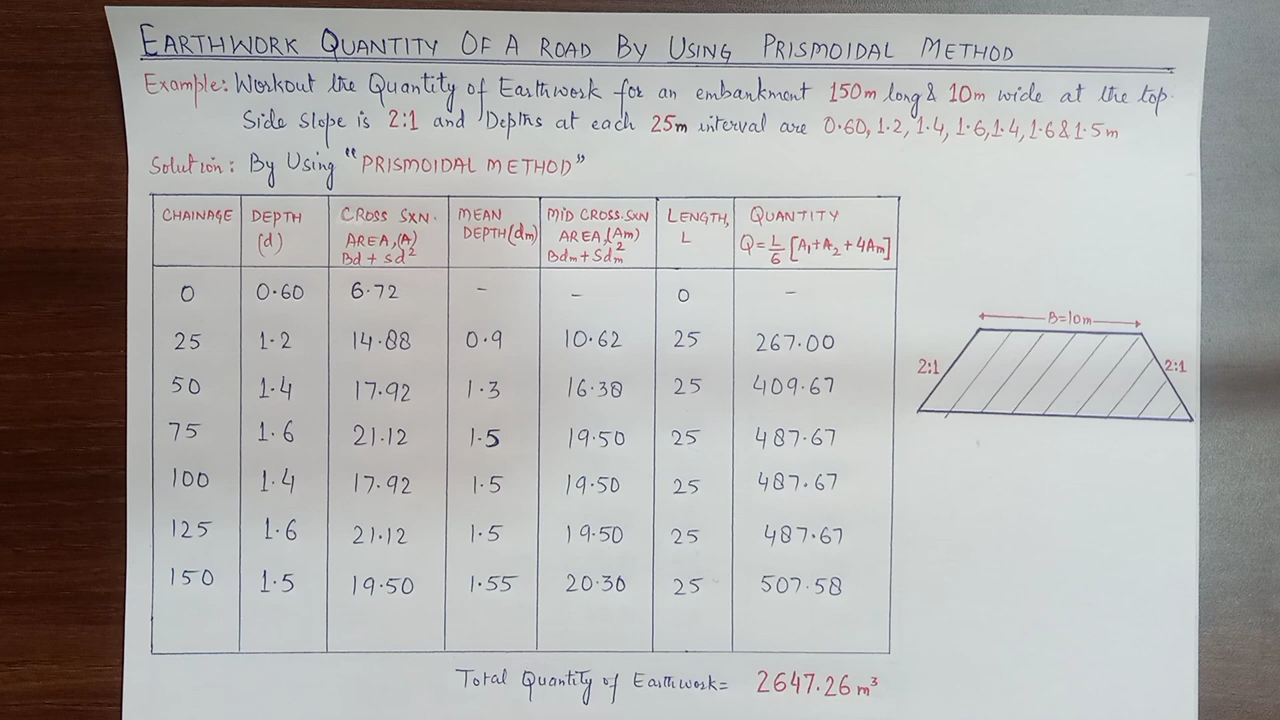 EARTHWORK QUANTITY OF A ROAD BY USING PRISMOIDAL METHOD
Example: Workout the Quantity of Earthwork for an embankment 150m long & 10m wide at the top.
Side slope is 2:1 and Depths at each 25m interval are 0.60, 1.2, 1.4, 1.6, 1.4, 1.6 & 1.5m
Solution: By Using "PRISMOIDAL METHOD"
CHAINAGE DEPTH (d) CROSS SXN. AREA,(A) Bd + sd² MEAN DEPTH(dm) MID CROSS.SXN AREA,(Am) Bdm + Sdm² LENGTH, L QUANTITY Q = L/6 [A₁+A₂+4Am]
0 0.60 6.72 - - 0 -
25 1.2 14.88 0.9 10.62 25 267.00
50 1.4 17.92 1.3 16.38 25 409.67
75 1.6 21.12 1.5 19.50 25 487.67
100 1.4 17.92 1.5 19.50 25 487.67
125 1.6 21.12 1.5 19.50 25 487.67
150 1.5 19.50 1.55 20.30 25 507.58
B=10m
2:1 2:1
Total Quantity of Earthwork = 2647.26 m³